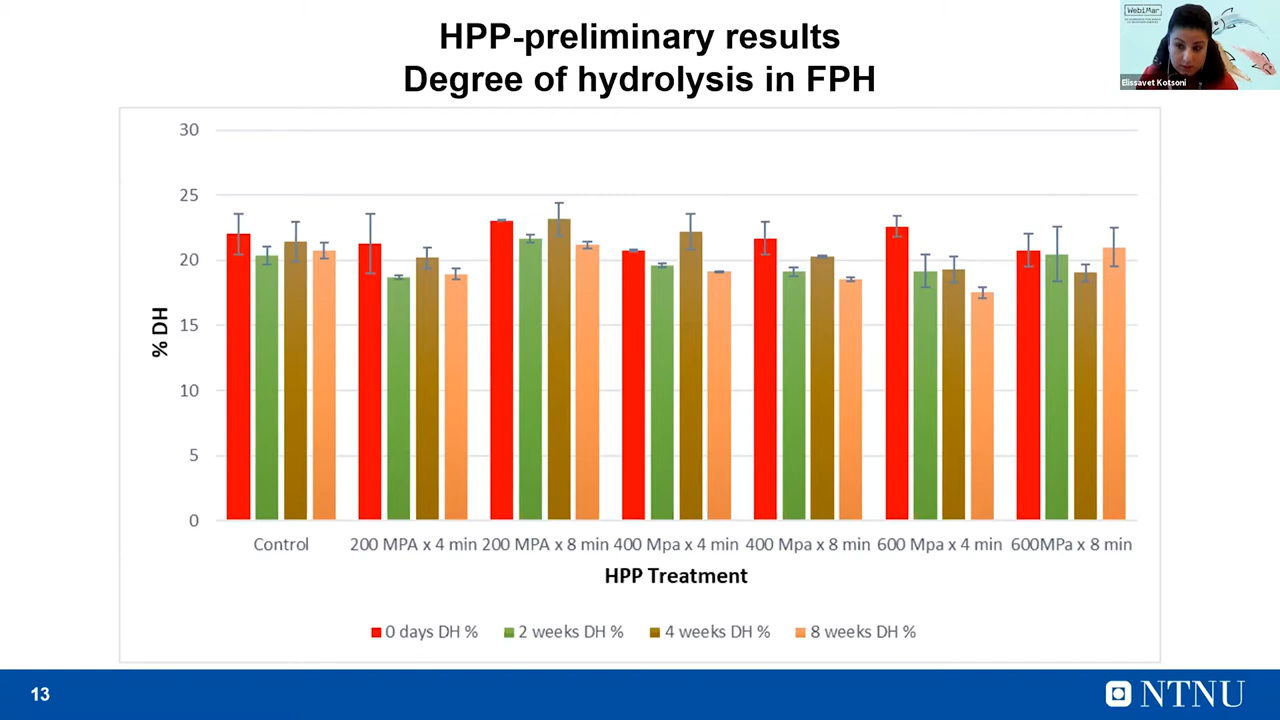 HPP-preliminary results
Degree of hydrolysis in FPH
WebiMar
Elissavet Kotsoni
30
25
20
15
10
5
0
% DH
Control
200 MPA x 4 min
200 MPA x 8 min
400 Mpa x 4 min
400 Mpa x 8 min
600 Mpa x 4 min
600MPa x 8 min
HPP Treatment
0 days DH %
2 weeks DH %
4 weeks DH %
8 weeks DH %
13
NTNU